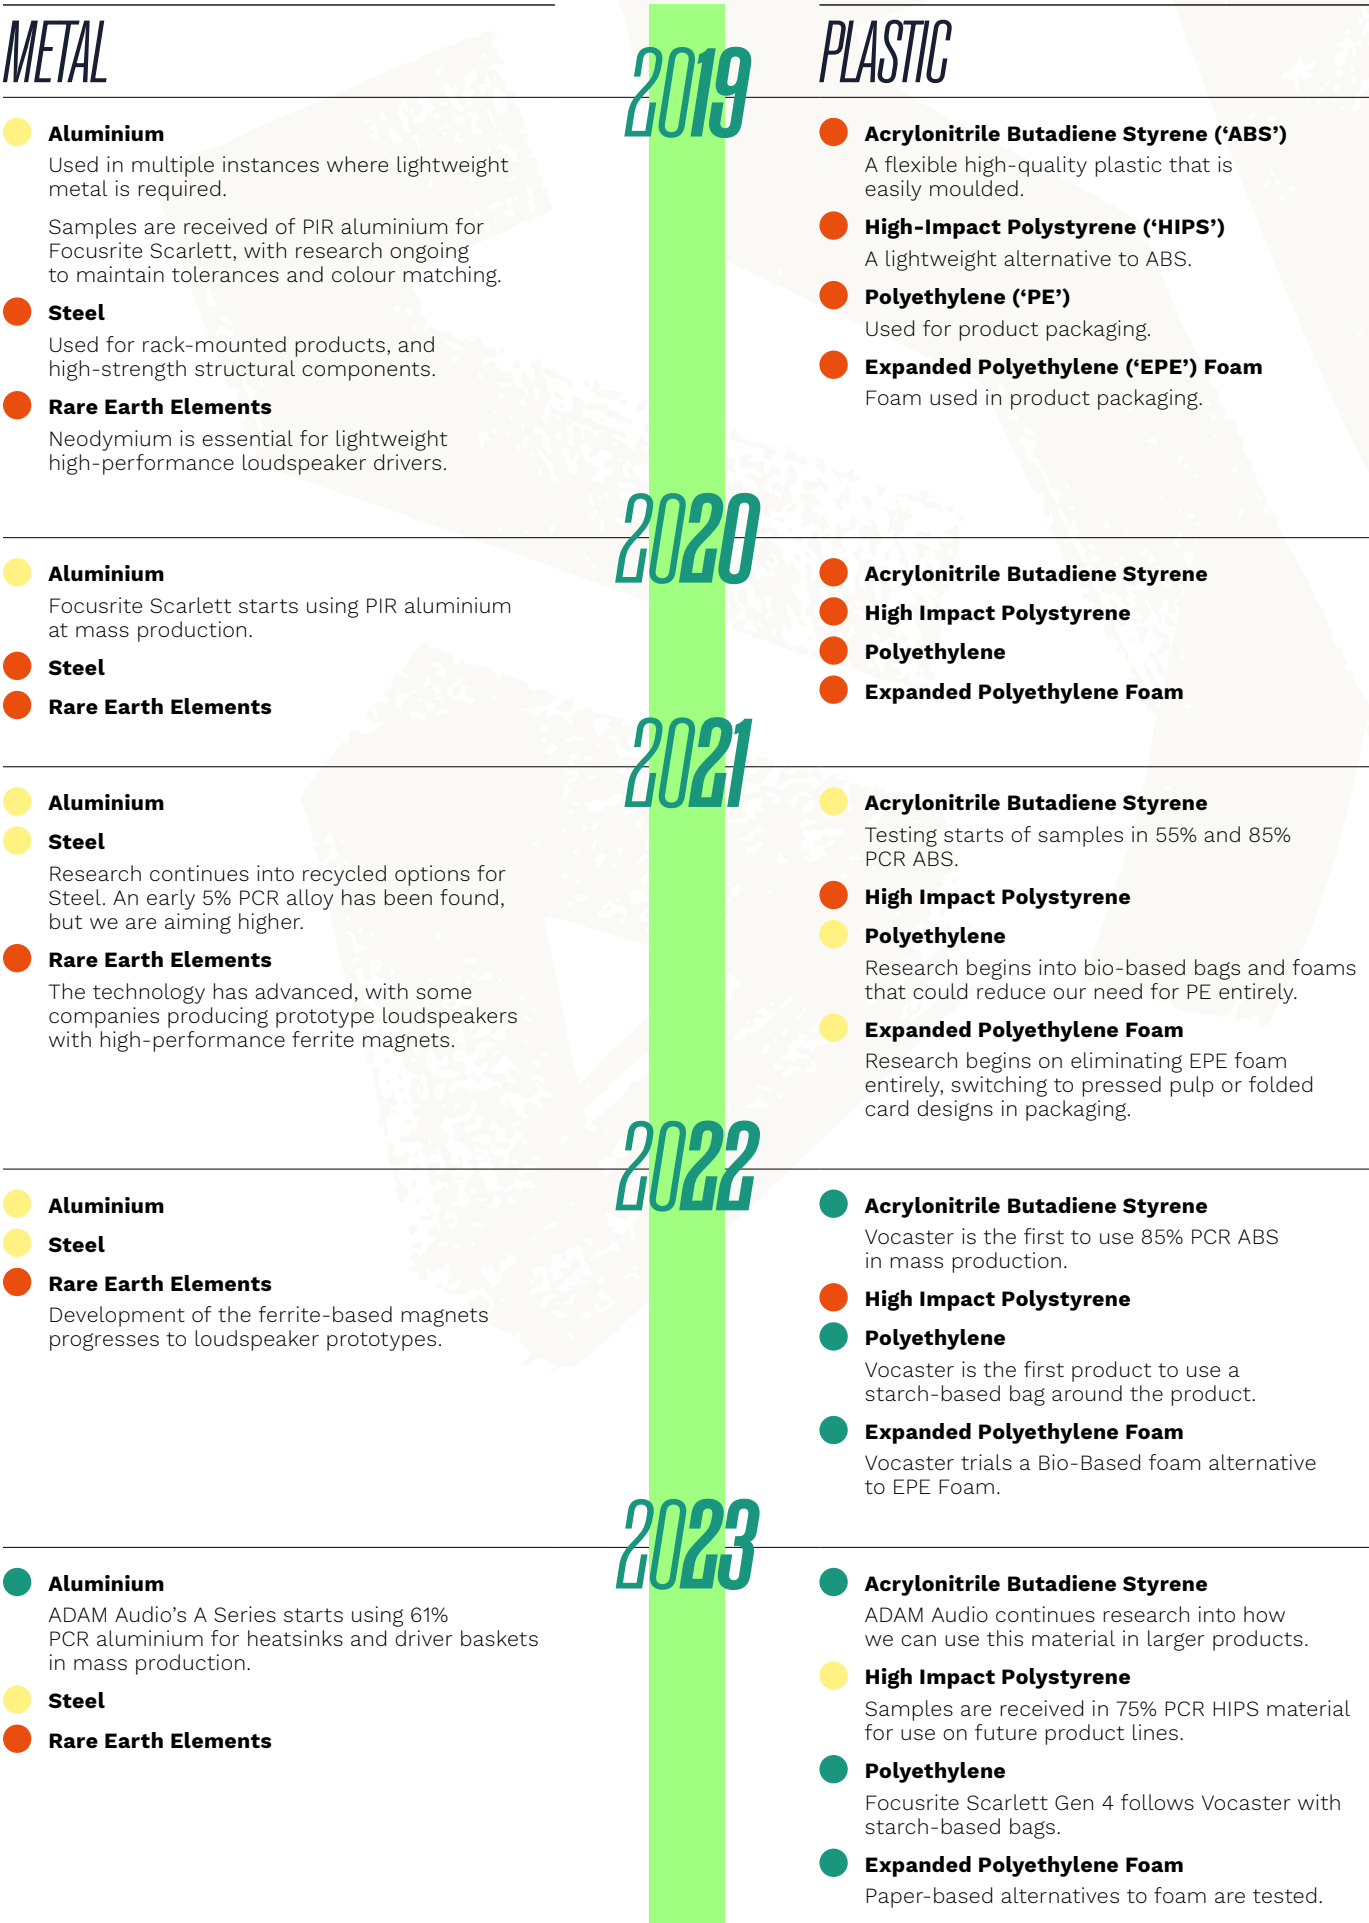 METAL
2019
PLASTIC
Aluminium
Used in multiple instances where lightweight
metal is required.
Samples are received of PIR aluminium for
Focusrite Scarlett, with research ongoing
to maintain tolerances and colour matching.
Steel
Used for rack-mounted products, and
high-strength structural components.
Rare Earth Elements
Neodymium is essential for lightweight
high-performance loudspeaker drivers.
Acrylonitrile Butadiene Styrene (‘ABS’)
A flexible high-quality plastic that is
easily moulded.
High-Impact Polystyrene (‘HIPS’)
A lightweight alternative to ABS.
Polyethylene (‘PE’)
Used for product packaging.
Expanded Polyethylene (‘EPE’) Foam
Foam used in product packaging.
2020
Aluminium
Focusrite Scarlett starts using PIR aluminium
at mass production.
Steel
Rare Earth Elements
Acrylonitrile Butadiene Styrene
High Impact Polystyrene
Polyethylene
Expanded Polyethylene Foam
2021
Aluminium
Steel
Research continues into recycled options for
Steel. An early 5% PCR alloy has been found,
but we are aiming higher.
Rare Earth Elements
The technology has advanced, with some
companies producing prototype loudspeakers
with high-performance ferrite magnets.
Acrylonitrile Butadiene Styrene
Testing starts of samples in 55% and 85%
PCR ABS.
High Impact Polystyrene
Polyethylene
Research begins into bio-based bags and foams
that could reduce our need for PE entirely.
Expanded Polyethylene Foam
Research begins on eliminating EPE foam
entirely, switching to pressed pulp or folded
card designs in packaging.
2022
Aluminium
Steel
Rare Earth Elements
Development of the ferrite-based magnets
progresses to loudspeaker prototypes.
Acrylonitrile Butadiene Styrene
Vocaster is the first to use 85% PCR ABS
in mass production.
High Impact Polystyrene
Polyethylene
Vocaster is the first product to use a
starch-based bag around the product.
Expanded Polyethylene Foam
Vocaster trials a Bio-Based foam alternative
to EPE Foam.
2023
Aluminium
ADAM Audio’s A Series starts using 61%
PCR aluminium for heatsinks and driver baskets
in mass production.
Steel
Rare Earth Elements
Acrylonitrile Butadiene Styrene
ADAM Audio continues research into how
we can use this material in larger products.
High Impact Polystyrene
Samples are received in 75% PCR HIPS material
for use on future product lines.
Polyethylene
Focusrite Scarlett Gen 4 follows Vocaster with
starch-based bags.
Expanded Polyethylene Foam
Paper-based alternatives to foam are tested.